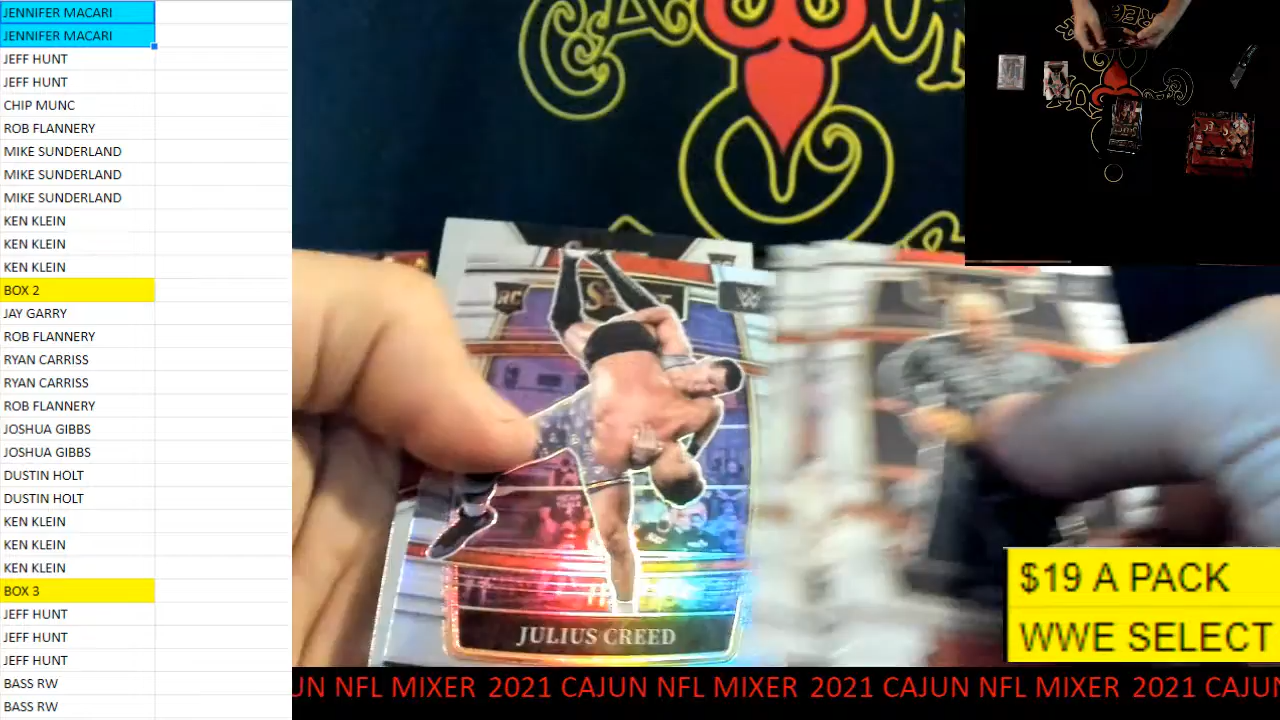 JENNIFER MACARI
JENNIFER MACARI
JEFF HUNT
JEFF HUNT
CHIP MUNC
ROB FLANNERY
MIKE SUNDERLAND
MIKE SUNDERLAND
MIKE SUNDERLAND
KEN KLEIN
KEN KLEIN
KEN KLEIN
BOX 2
JAY GARRY
ROB FLANNERY
RYAN CARRISS
RYAN CARRISS
ROB FLANNERY
JOSHUA GIBBS
JOSHUA GIBBS
DUSTIN HOLT
DUSTIN HOLT
KEN KLEIN
KEN KLEIN
KEN KLEIN
BOX 3
JEFF HUNT
JEFF HUNT
JEFF HUNT
BASS RW
BASS RW
RC
JULIUS CREED
$19 A PACK
WWE SELECT
UN NFL MIXER 2021 CAJUN NFL MIXER 2021 CAJUN NFL MIXER 2021 CAJU